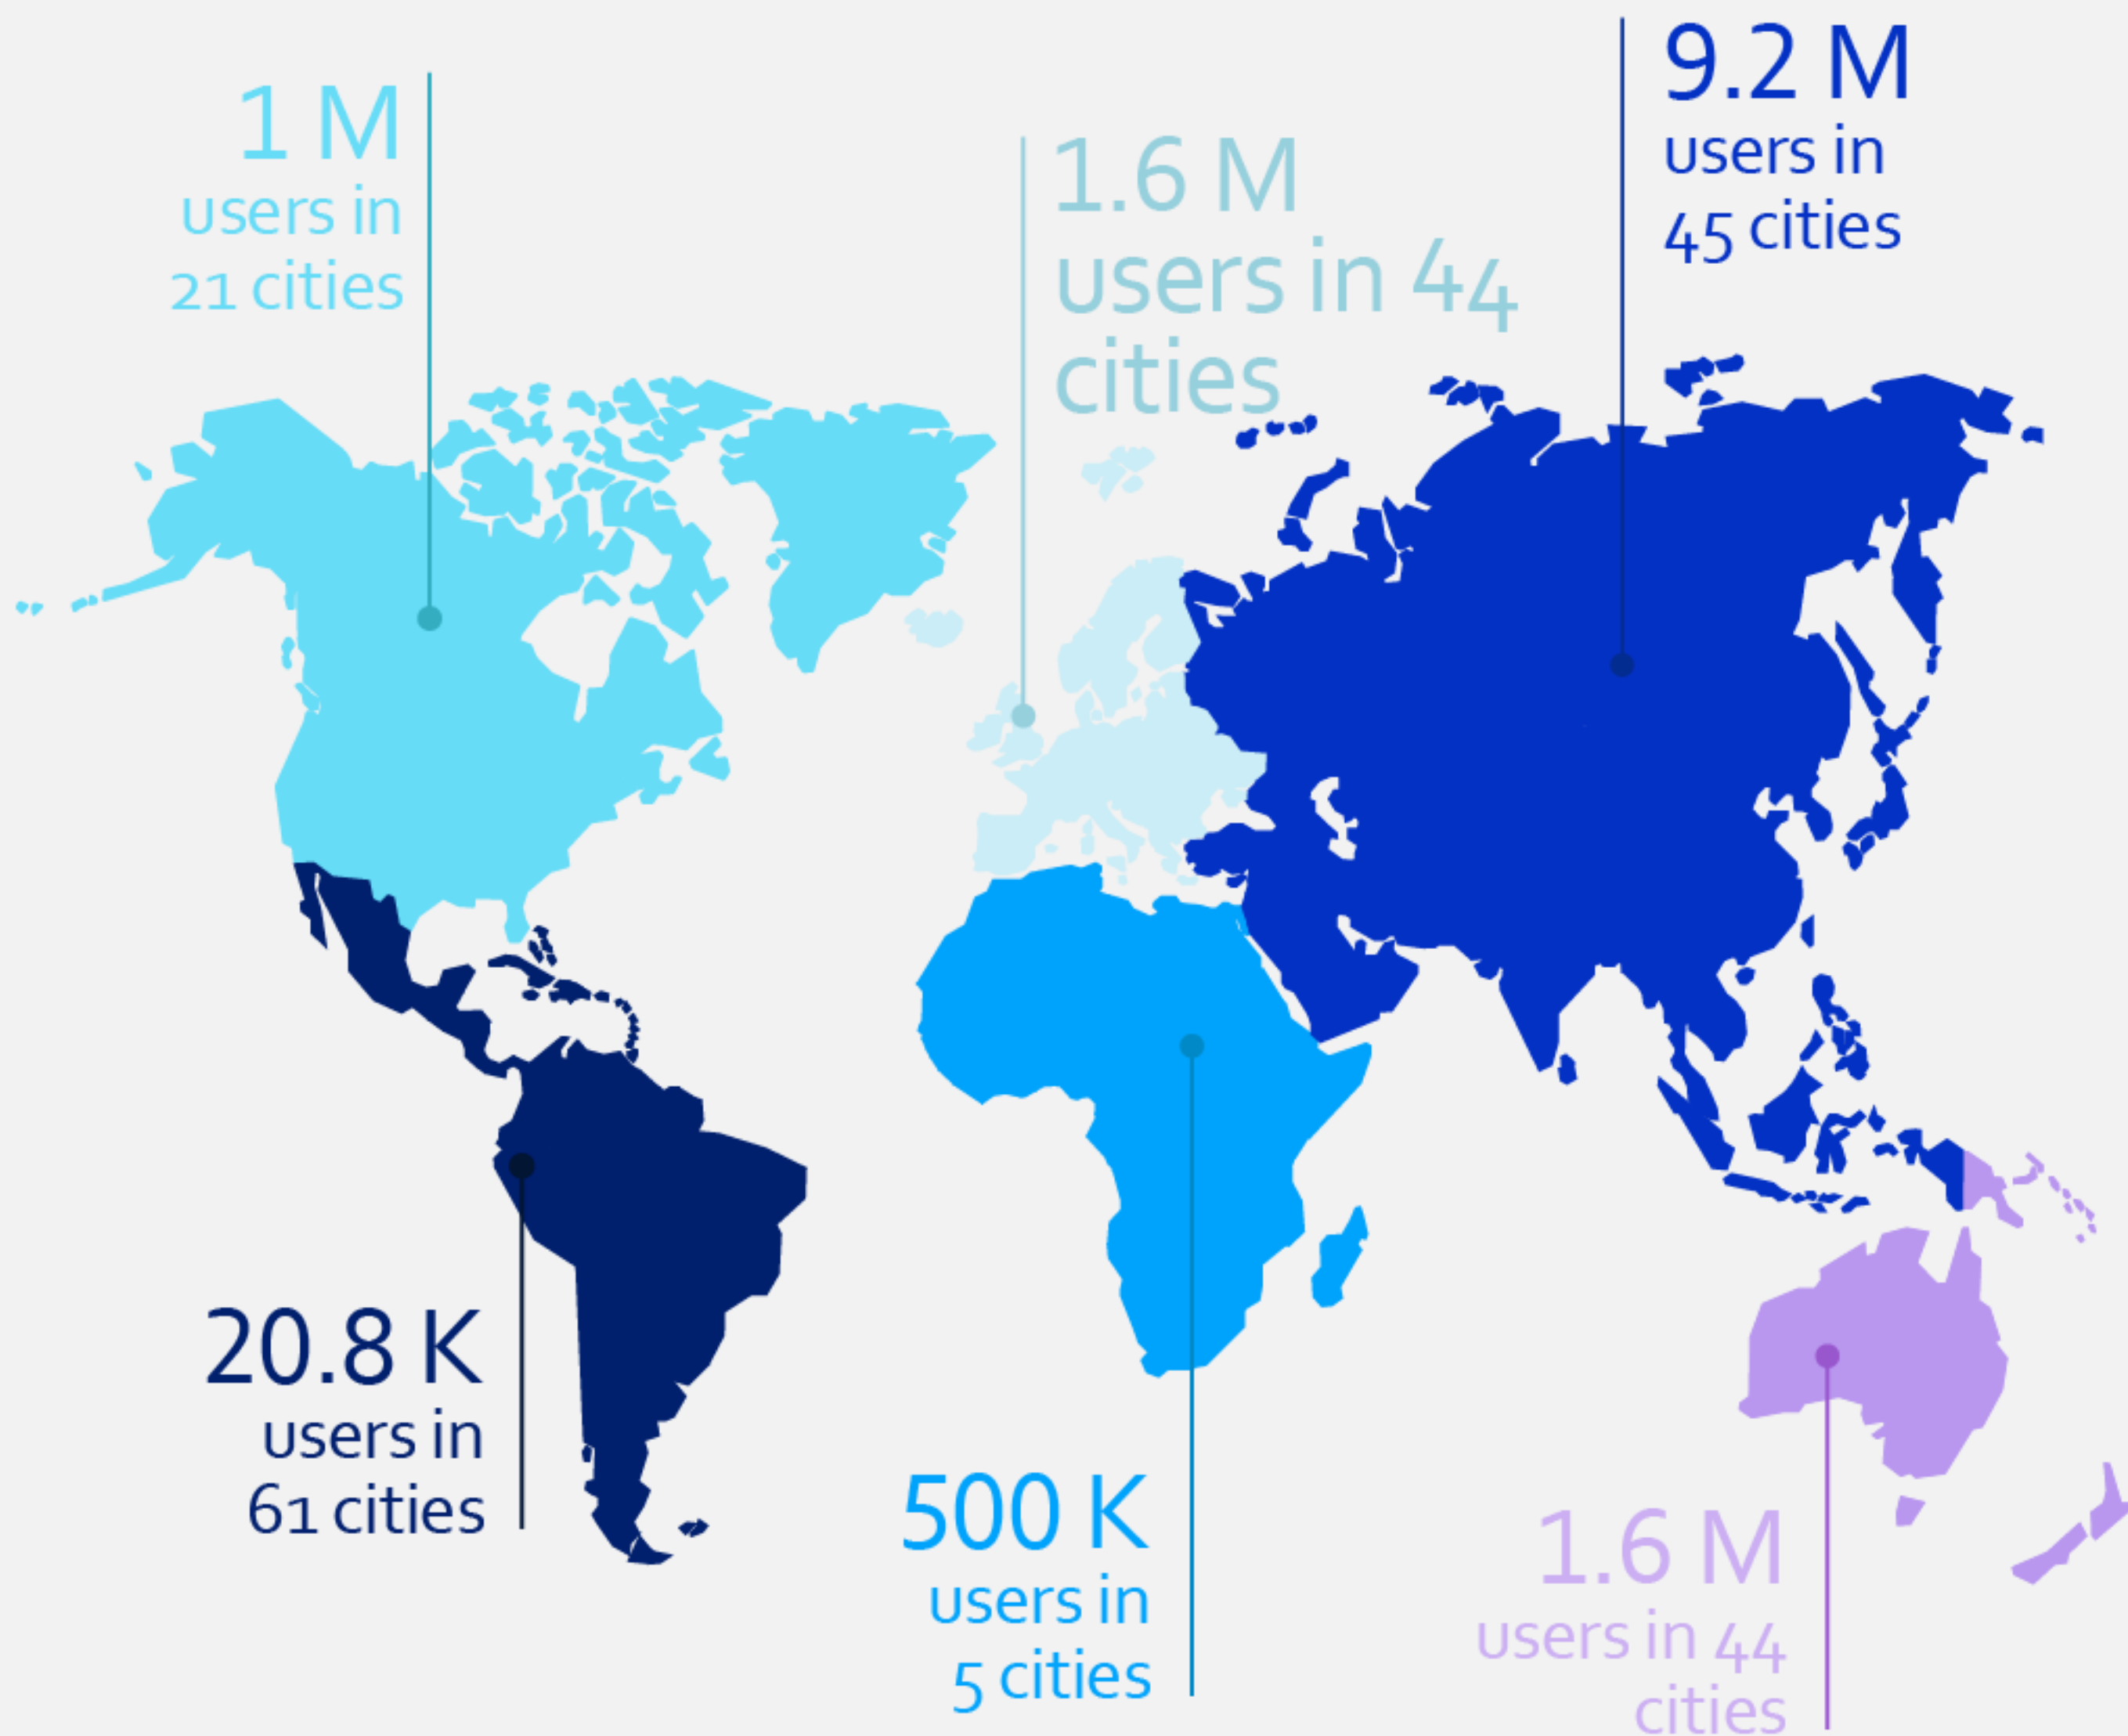 1 M
users in
21 cities
1.6 M
users in 44
cities
9.2 M
users in
45 cities
20.8 K
users in
61 cities
500 K
users in
5 cities
1.6 M
users in 44
cities